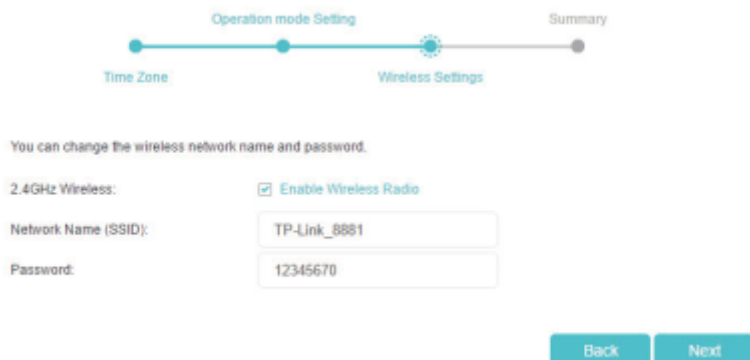 Operation mode Setting Summary
Time Zone Wireless Settings
You can change the wireless network name and password.
2.4GHz Wireless: Enable Wireless Radio
Network Name (SSID): TP-Link_8881
Password: 12345670
Back Next